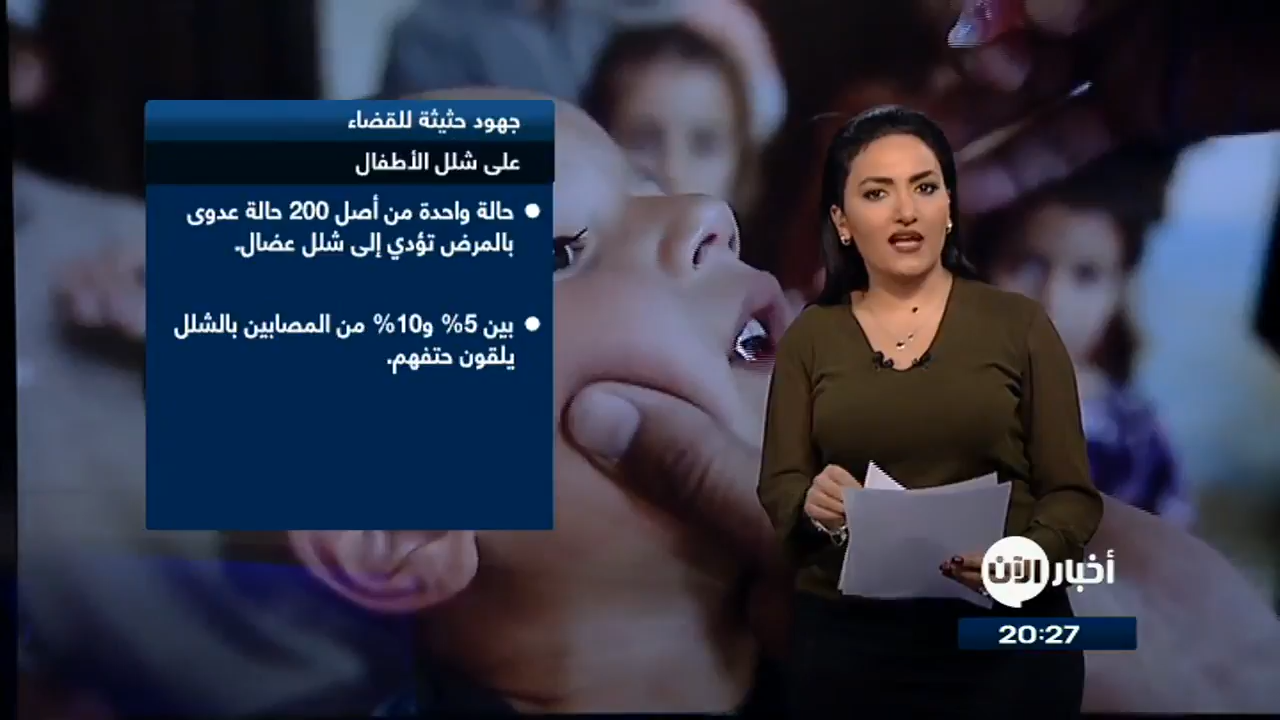 جهود حثيثة للقضاء
على شلل الأطفال
● حالة واحدة من أصل 200 حالة عدوى
بالمرض تؤدي إلى شلل عضال.
● بين 5% و10% من المصابين بالشلل
يلقون حتفهم.
أخبار الآن
20:27